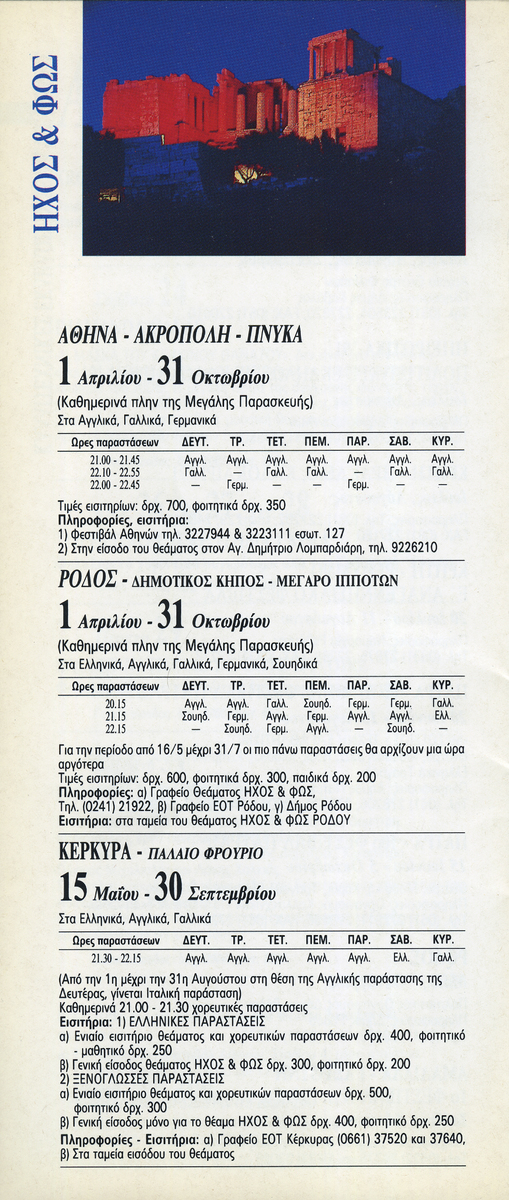 ΗΧΟΣ & ΦΩΣ
ΑΘΗΝΑ - ΑΚΡΟΠΟΛΗ - ΠΝΥΚΑ
1 Απριλίου - 31 Οκτωβρίου
(Καθημερινά πλην της Μεγάλης Παρασκευής)
Στα Αγγλικά, Γαλλικά, Γερμανικά
Ώρες παραστάσεων ΔΕΥΤ. ΤΡ. ΤΕΤ. ΠΕΜ. ΠΑΡ. ΣΑΒ. ΚΥΡ.
21.00 - 21.45 Αγγλ. Αγγλ. Αγγλ. Αγγλ. Αγγλ. Αγγλ. Αγγλ.
22.10 - 22.55 Γαλλ. — Γαλλ. Γαλλ. — Γαλλ. Γαλλ.
22.00 - 22.45 — Γερμ. — — Γερμ. — —
Τιμές εισιτηρίων: δρχ. 700, φοιτητικά δρχ. 350
Πληροφορίες, εισιτήρια:
1) Φεστιβάλ Αθηνών τηλ. 3227944 & 3223111 εσωτ. 127
2) Στην είσοδο του θεάματος στον Αγ. Δημήτριο Λομπαρδιάρη, τηλ. 9226210
ΡΟΔΟΣ - ΔΗΜΟΤΙΚΟΣ ΚΗΠΟΣ - ΜΕΓΑΡΟ ΙΠΠΟΤΩΝ
1 Απριλίου - 31 Οκτωβρίου
(Καθημερινά πλην της Μεγάλης Παρασκευής)
Στα Ελληνικά, Αγγλικά, Γαλλικά, Γερμανικά, Σουηδικά
Ώρες παραστάσεων ΔΕΥΤ. ΤΡ. ΤΕΤ. ΠΕΜ. ΠΑΡ. ΣΑΒ. ΚΥΡ.
20.15 Αγγλ. Αγγλ. Γαλλ. Σουηδ. Γερμ. Γερμ. Γαλλ.
21.15 Σουηδ. Γερμ. Αγγλ. Γερμ. Αγγλ. Αγγλ. Ελλ.
22.15 — Σουηδ. Γερμ. Αγγλ. — Σουηδ. —
Για την περίοδο από 16/5 μέχρι 31/7 οι πιο πάνω παραστάσεις θα αρχίζουν μια ώρα
αργότερα
Τιμές εισιτηρίων: δρχ. 600, φοιτητικά δρχ. 300, παιδικά δρχ. 200
Πληροφορίες: α) Γραφείο Θεάματος ΗΧΟΣ & ΦΩΣ,
Τηλ. (0241) 21922, β) Γραφείο ΕΟΤ Ρόδου, γ) Δήμος Ρόδου
Εισιτήρια: στα ταμεία του θεάματος ΗΧΟΣ & ΦΩΣ ΡΟΔΟΥ
ΚΕΡΚΥΡΑ - ΠΑΛΑΙΟ ΦΡΟΥΡΙΟ
15 Μαΐου - 30 Σεπτεμβρίου
Στα Ελληνικά, Αγγλικά, Γαλλικά
Ώρες παραστάσεων ΔΕΥΤ. ΤΡ. ΤΕΤ. ΠΕΜ. ΠΑΡ. ΣΑΒ. ΚΥΡ.
21.30 - 22.15 Αγγλ. Αγγλ. Αγγλ. Αγγλ. Αγγλ. Ελλ. Γαλλ.
(Από την 1η μέχρι την 31η Αυγούστου στη θέση της Αγγλικής παράστασης της
Δευτέρας, γίνεται Ιταλική παράσταση)
Καθημερινά 21.00 - 21.30 χορευτικές παραστάσεις
Εισιτήρια: 1) ΕΛΛΗΝΙΚΕΣ ΠΑΡΑΣΤΑΣΕΙΣ
α) Ενιαίο εισιτήριο θεάματος και χορευτικών παραστάσεων δρχ. 400, φοιτητικό
- μαθητικό δρχ. 250
β) Γενική είσοδος θεάματος ΗΧΟΣ & ΦΩΣ δρχ. 300, φοιτητικό δρχ. 200
2) ΞΕΝΟΓΛΩΣΣΕΣ ΠΑΡΑΣΤΑΣΕΙΣ
α) Ενιαίο εισιτήριο θεάματος και χορευτικών παραστάσεων δρχ. 500,
φοιτητικό δρχ. 300
β) Γενική είσοδος μόνο για το θέαμα ΗΧΟΣ & ΦΩΣ δρχ. 400, φοιτητικό δρχ. 250
Πληροφορίες - Εισιτήρια: α) Γραφείο ΕΟΤ Κέρκυρας (0661) 37520 και 37640,
β) Στα ταμεία εισόδου του θεάματος